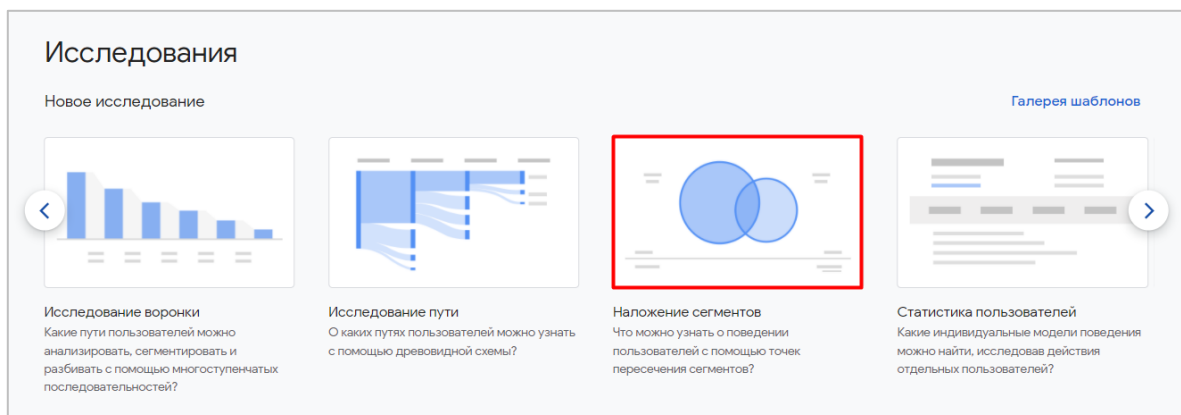 Исследования
Новое исследование
Галерея шаблонов
Исследование воронки
Какие пути пользователей можно
анализировать, сегментировать и
разбивать с помощью многоступенчатых
последовательностей?
Исследование пути
О каких путях пользователей можно узнать
с помощью древовидной схемы?
Наложение сегментов
Что можно узнать о поведении
пользователей с помощью точек
пересечения сегментов?
Статистика пользователей
Какие индивидуальные модели поведения
можно найти, исследовав действия
отдельных пользователей?